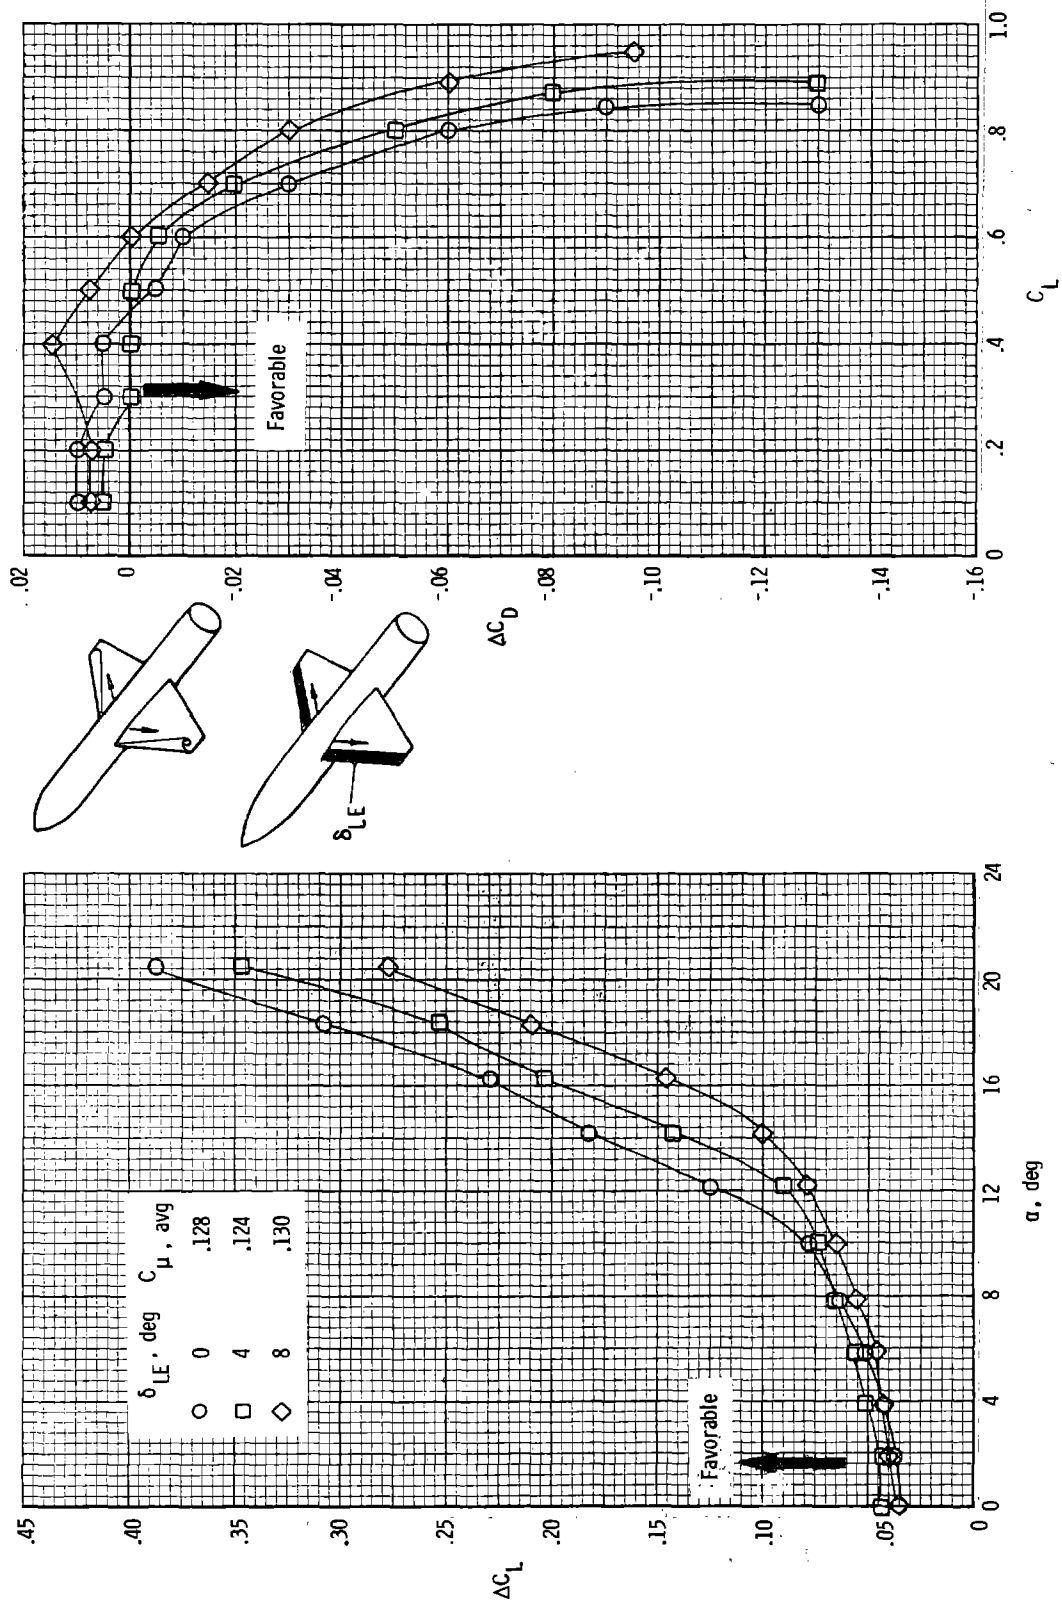 .45
.40
.35
.30
.25
.20
.15
.10
.05
0
ΔC_L
δ_LE, deg C_μ, avg
0 .128
4 .124
8 .130
Favorable
0 4 8 12 16 20 24
α, deg
δ_LE
.02
0
-.02
-.04
-.06
-.08
-.10
-.12
-.14
-.16
ΔC_D
Favorable
0 .2 .4 .6 .8 1.0
C_L